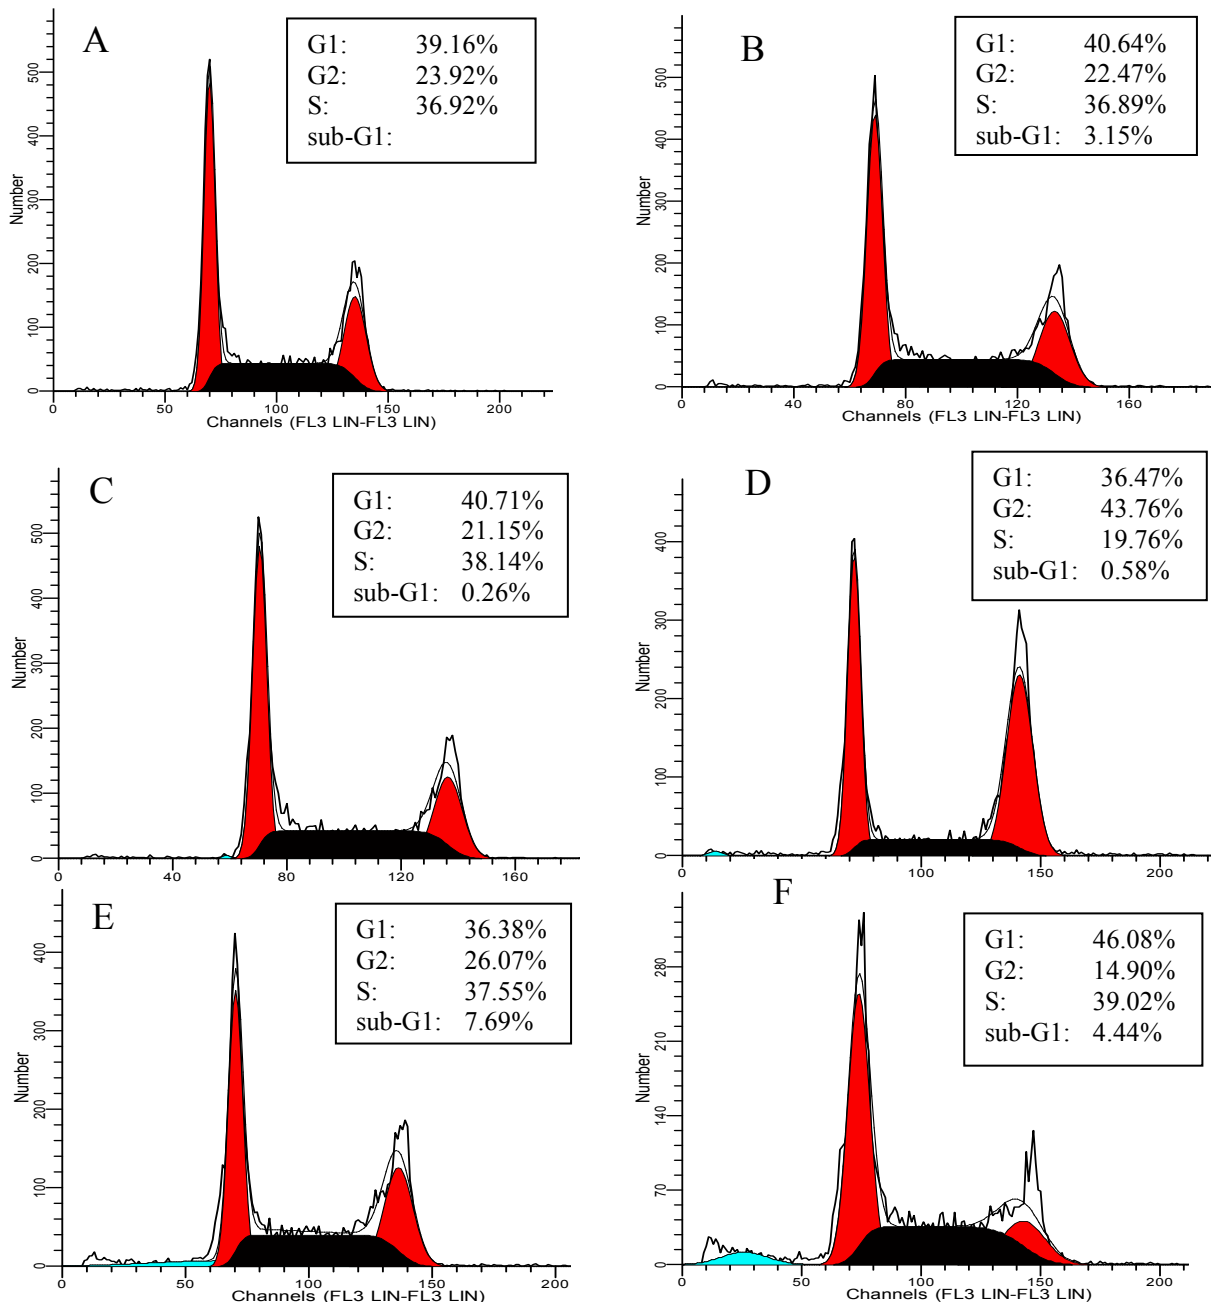 A
G1: 39.16%
G2: 23.92%
S: 36.92%
sub-G1:
Number
0 100 200 300 400 500
0 50 100 150 200
Channels (FL3 LIN-FL3 LIN)
B
G1: 40.64%
G2: 22.47%
S: 36.89%
sub-G1: 3.15%
Number
0 100 200 300 400 500
0 40 80 120 160
Channels (FL3 LIN-FL3 LIN)
C
G1: 40.71%
G2: 21.15%
S: 38.14%
sub-G1: 0.26%
Number
0 100 200 300 400 500
0 40 80 120 160
D
G1: 36.47%
G2: 43.76%
S: 19.76%
sub-G1: 0.58%
Number
0 100 200 300 400
0 50 100 150 200
E
G1: 36.38%
G2: 26.07%
S: 37.55%
sub-G1: 7.69%
Number
0 100 200 300 400
0 50 100 150 200
Channels (FL3 LIN-FL3 LIN)
F
G1: 46.08%
G2: 14.90%
S: 39.02%
sub-G1: 4.44%
Number
0 70 140 210 280
0 50 100 150 200
Channels (FL3 LIN-FL3 LIN)